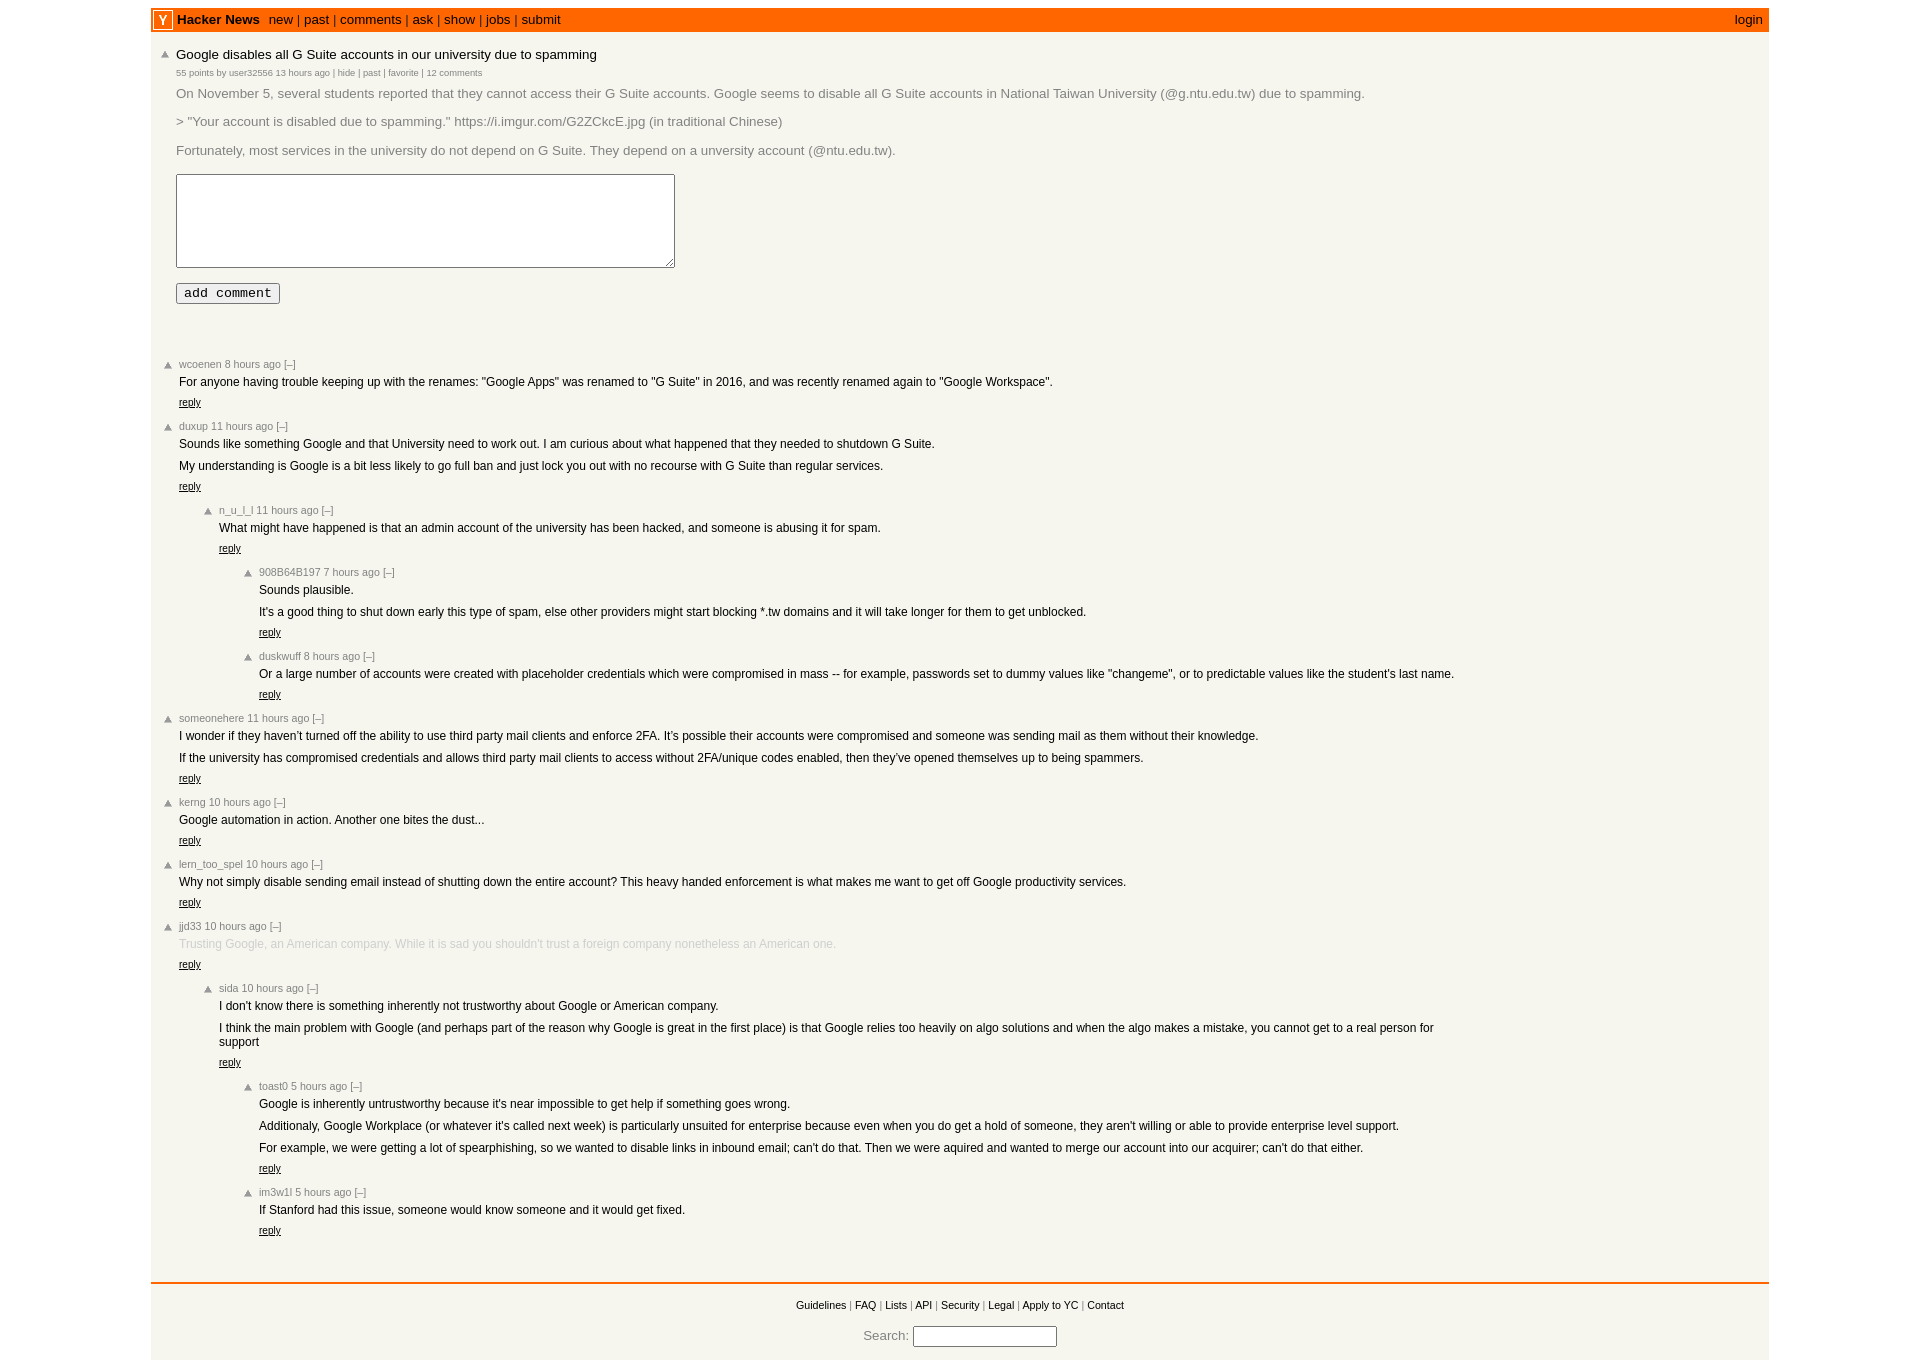 Y Hacker News new | past | comments | ask | show | jobs | submit login
Google disables all G Suite accounts in our university due to spamming
55 points by user32556 13 hours ago | hide | past | favorite | 12 comments
On November 5, several students reported that they cannot access their G Suite accounts. Google seems to disable all G Suite accounts in National Taiwan University (@g.ntu.edu.tw) due to spamming.
> "Your account is disabled due to spamming." https://i.imgur.com/G2ZCkcE.jpg (in traditional Chinese)
Fortunately, most services in the university do not depend on G Suite. They depend on a unversity account (@ntu.edu.tw).
add comment
wcoenen 8 hours ago [–]
For anyone having trouble keeping up with the renames: "Google Apps" was renamed to "G Suite" in 2016, and was recently renamed again to "Google Workspace".
reply
duxup 11 hours ago [–]
Sounds like something Google and that University need to work out. I am curious about what happened that they needed to shutdown G Suite.
My understanding is Google is a bit less likely to go full ban and just lock you out with no recourse with G Suite than regular services.
reply
n_u_l_l 11 hours ago [–]
What might have happened is that an admin account of the university has been hacked, and someone is abusing it for spam.
reply
908B64B197 7 hours ago [–]
Sounds plausible.
It's a good thing to shut down early this type of spam, else other providers might start blocking *.tw domains and it will take longer for them to get unblocked.
reply
duskwuff 8 hours ago [–]
Or a large number of accounts were created with placeholder credentials which were compromised in mass -- for example, passwords set to dummy values like "changeme", or to predictable values like the student's last name.
reply
someonehere 11 hours ago [–]
I wonder if they haven’t turned off the ability to use third party mail clients and enforce 2FA. It’s possible their accounts were compromised and someone was sending mail as them without their knowledge.
If the university has compromised credentials and allows third party mail clients to access without 2FA/unique codes enabled, then they’ve opened themselves up to being spammers.
reply
kerng 10 hours ago [–]
Google automation in action. Another one bites the dust...
reply
lern_too_spel 10 hours ago [–]
Why not simply disable sending email instead of shutting down the entire account? This heavy handed enforcement is what makes me want to get off Google productivity services.
reply
jjd33 10 hours ago [–]
Trusting Google, an American company. While it is sad you shouldn't trust a foreign company nonetheless an American one.
reply
sida 10 hours ago [–]
I don't know there is something inherently not trustworthy about Google or American company.
I think the main problem with Google (and perhaps part of the reason why Google is great in the first place) is that Google relies too heavily on algo solutions and when the algo makes a mistake, you cannot get to a real person for
support
reply
toast0 5 hours ago [–]
Google is inherently untrustworthy because it's near impossible to get help if something goes wrong.
Additionaly, Google Workplace (or whatever it's called next week) is particularly unsuited for enterprise because even when you do get a hold of someone, they aren't willing or able to provide enterprise level support.
For example, we were getting a lot of spearphishing, so we wanted to disable links in inbound email; can't do that. Then we were aquired and wanted to merge our account into our acquirer; can't do that either.
reply
im3w1l 5 hours ago [–]
If Stanford had this issue, someone would know someone and it would get fixed.
reply
Guidelines | FAQ | Lists | API | Security | Legal | Apply to YC | Contact
Search: